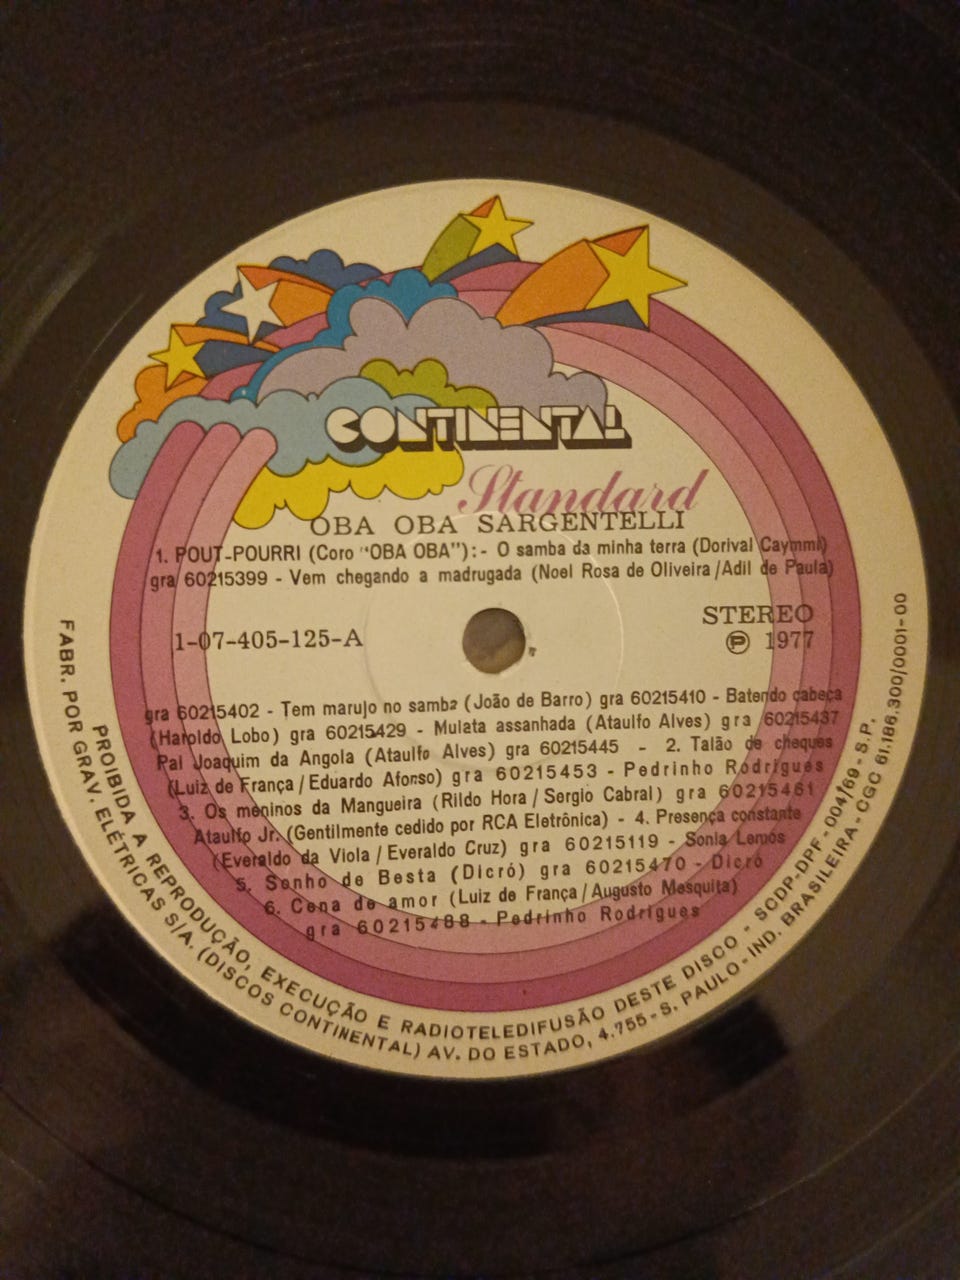 CONTINENTAL
Standard
OBA OBA SARGENTELLI
1. POUT-POURRI (Coro "OBA OBA"):- O samba da minha terra (Dorival Caymmi)
gra 60215399 - Vem chegando a madrugada (Noel Rosa de Oliveira/Adil de Paula)
1-07-405-125-A
STEREO
Ⓟ 1977
gra 60215402 - Tem marujo no samba (João de Barro) gra 60215410 - Batendo cabeça
(Haroldo Lobo) gra 60215429 - Mulata assanhada (Ataulfo Alves) gra 60215437
Pai Joaquim da Angola (Ataulfo Alves) gra 60215445 - 2. Talão de cheques
(Luiz de França/Eduardo Afonso) gra 60215453 - Pedrinho Rodrigues
3. Os meninos da Mangueira (Rildo Hora/Sergio Cabral) gra 60215461
Ataulfo Jr. (Gentilmente cedido por RCA Eletrônica) - 4. Presença constante
(Everaldo da Viola/Everaldo Cruz) gra 60215119 - Sonia Lemos
5. Sonho de Besta (Dicró) gra 60215470 - Dicró
6. Cena de amor (Luiz de França/Augusto Mesquita)
gra 60215488 - Pedrinho Rodrigues
PROIBIDA A REPRODUÇÃO, EXECUÇÃO E RADIOTELEDIFUSÃO DESTE DISCO - SCDP-DPF-004/69-S.P.
FABR. POR GRAV. ELÉTRICAS S/A. (DISCOS CONTINENTAL) AV. DO ESTADO, 4.755-S. PAULO-IND. BRASILEIRA-CGC 61.186.300/0001-00